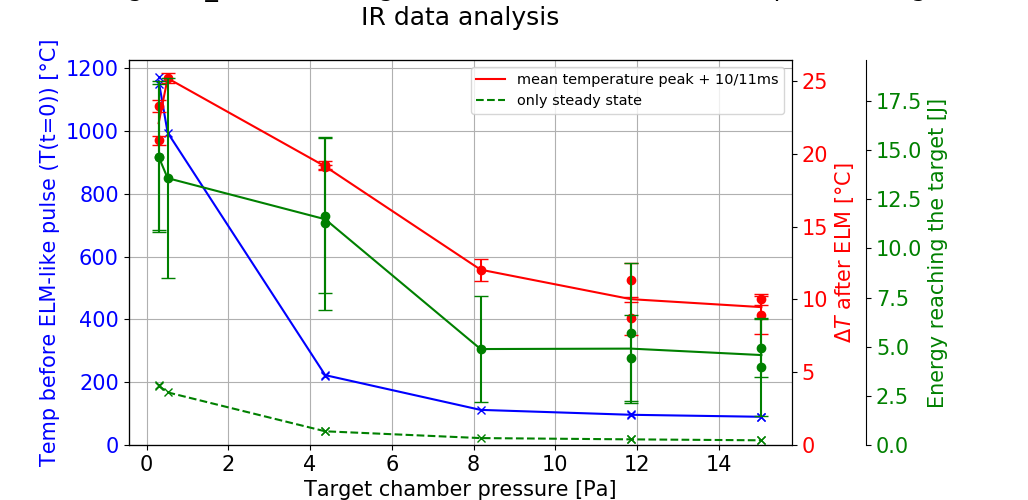 IR data analysis
mean temperature peak + 10/11ms
only steady state
Temp before ELM-like pulse (T(t=0)) [°C]
1200
1000
800
600
400
200
0
25
20
15
10
5
0
ΔT after ELM [°C]
17.5
15.0
12.5
10.0
7.5
5.0
2.5
0.0
Energy reaching the target [J]
0 2 4 6 8 10 12 14
Target chamber pressure [Pa]